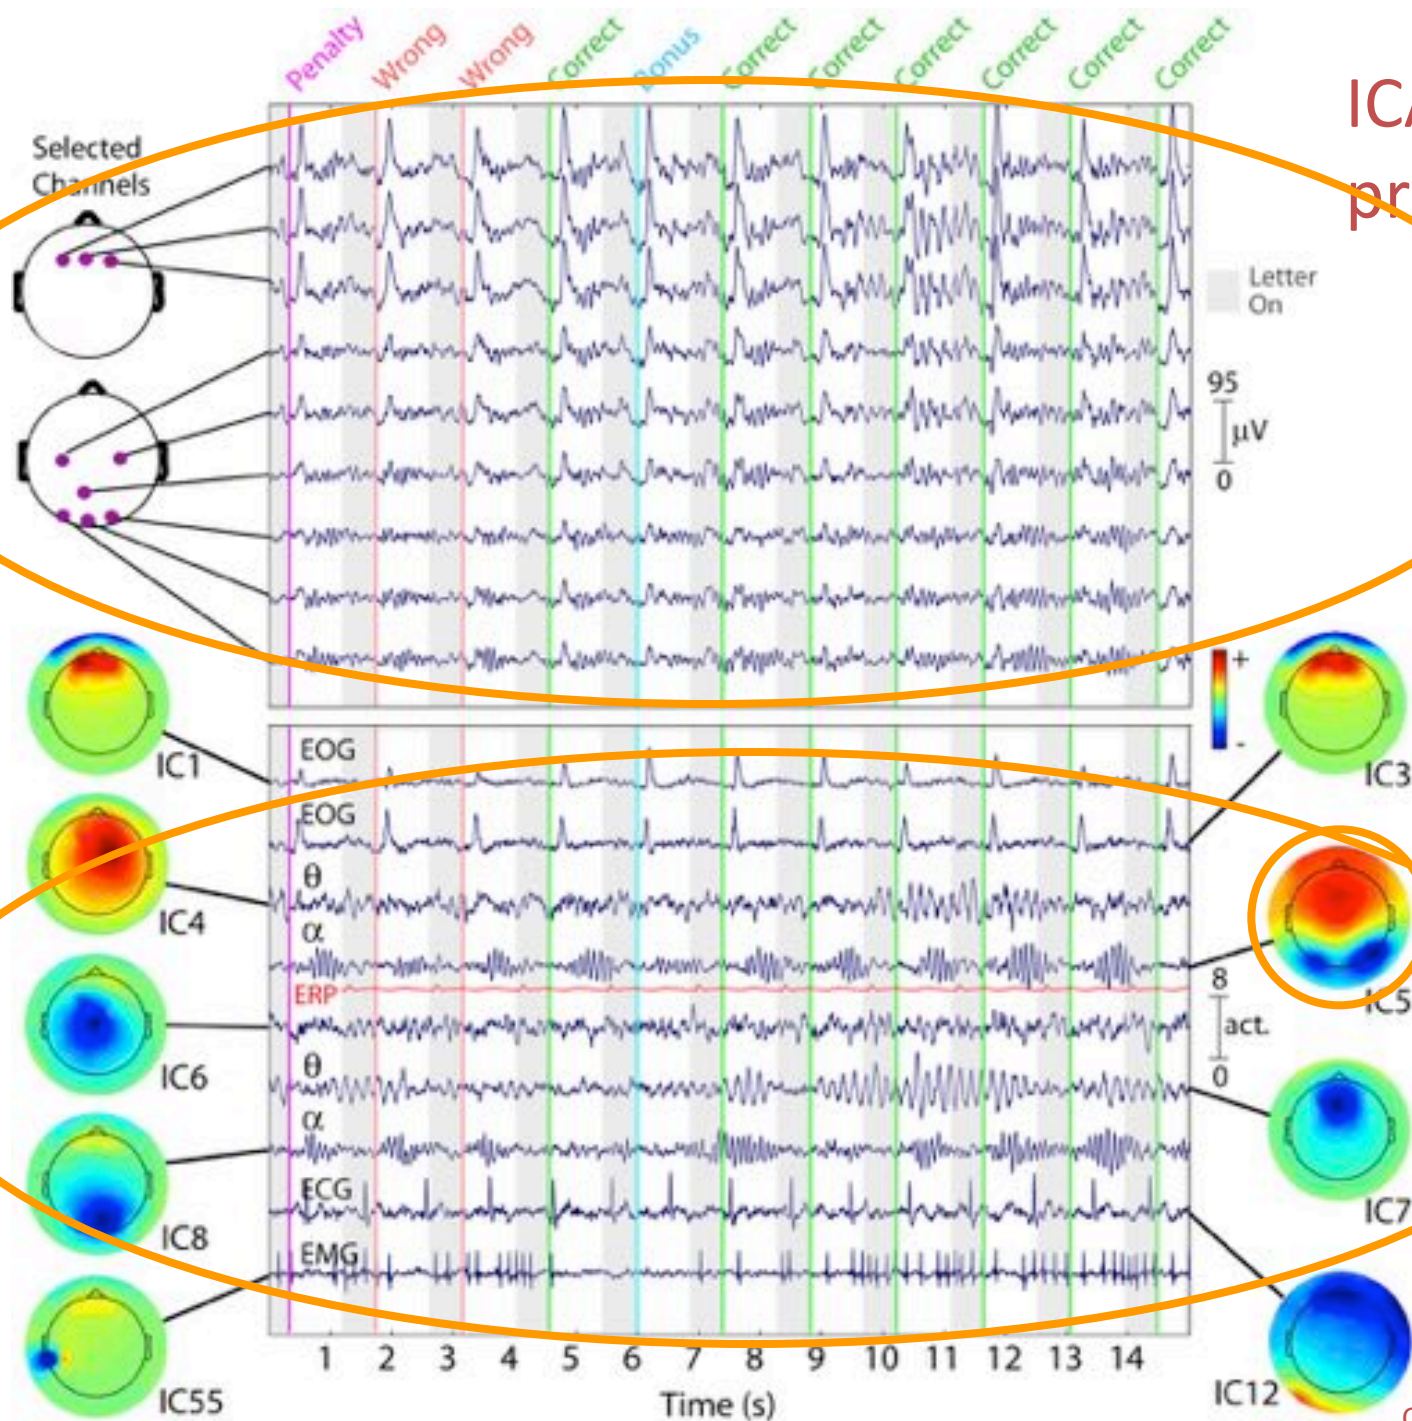 Penalty
Wrong
Wrong
Correct
Bonus
Correct
Correct
Correct
Correct
Correct
Correct
Selected
Channels
Letter
On
95
µV
0
+
-
EOG
IC1
IC3
EOG
θ
IC4
α
IC5
ERP
8
act.
0
IC6
θ
IC7
α
IC8
ECG
EMG
IC55
IC12
1 2 3 4 5 6 7 8 9 10 11 12 13 14
Time (s)